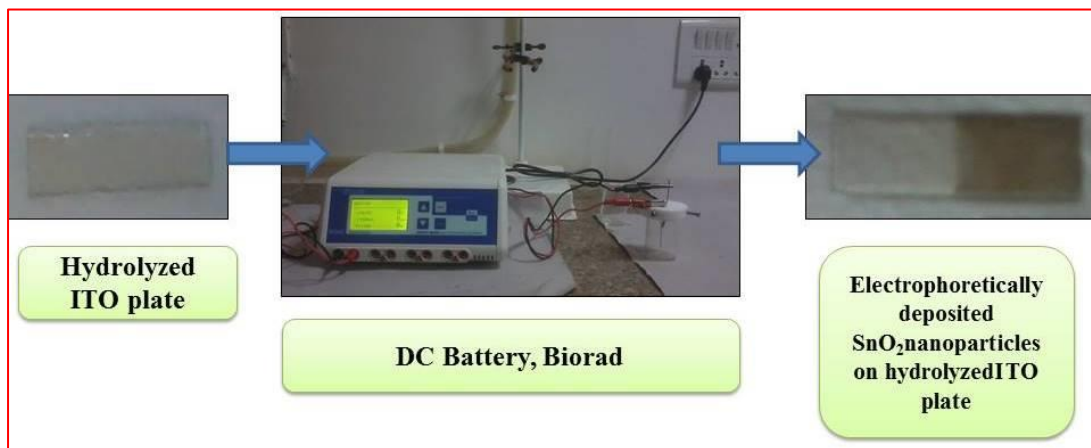 Hydrolyzed
ITO plate
DC Battery, Biorad
Electrophoretically
deposited
SnO₂nanoparticles
on hydrolyzedITO
plate